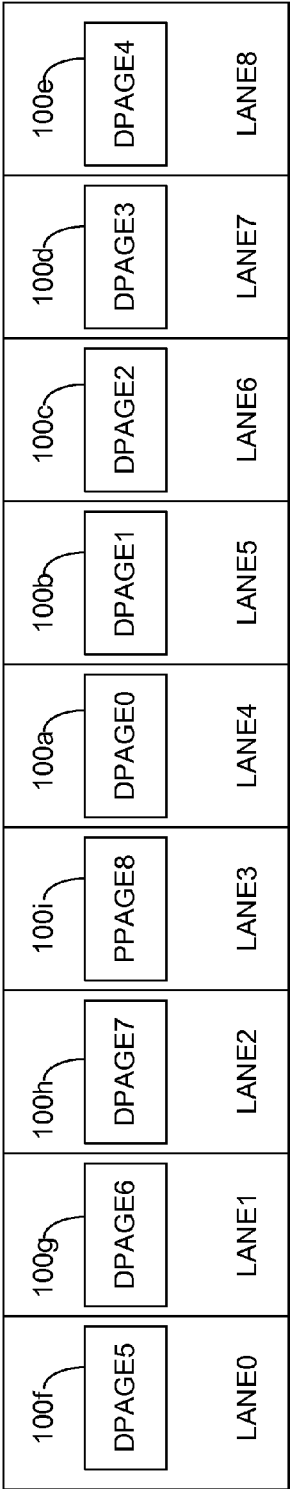 100f 100g 100h 100i 100a 100b 100c 100d 100e
DPAGE5 DPAGE6 DPAGE7 PPAGE8 DPAGE0 DPAGE1 DPAGE2 DPAGE3 DPAGE4
LANE0 LANE1 LANE2 LANE3 LANE4 LANE5 LANE6 LANE7 LANE8